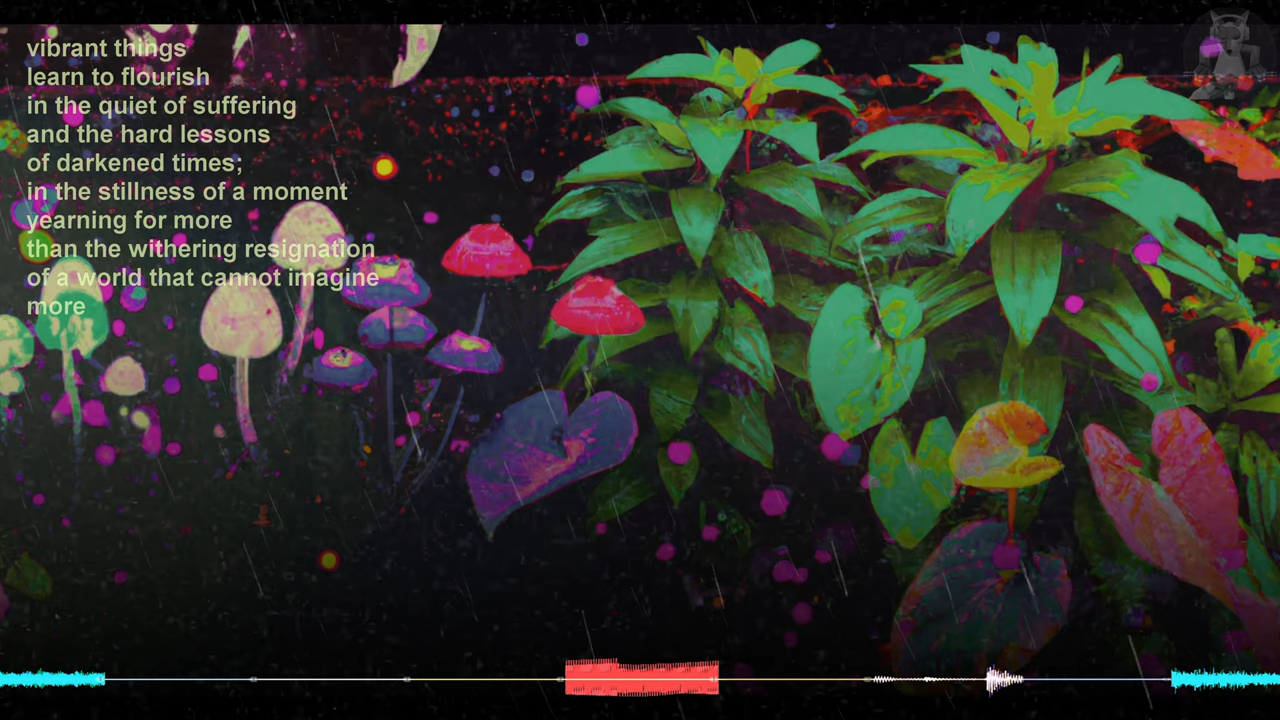 vibrant things
learn to flourish
in the quiet of suffering
and the hard lessons
of darkened times;
in the stillness of a moment
yearning for more
than the withering resignation
of a world that cannot imagine
more